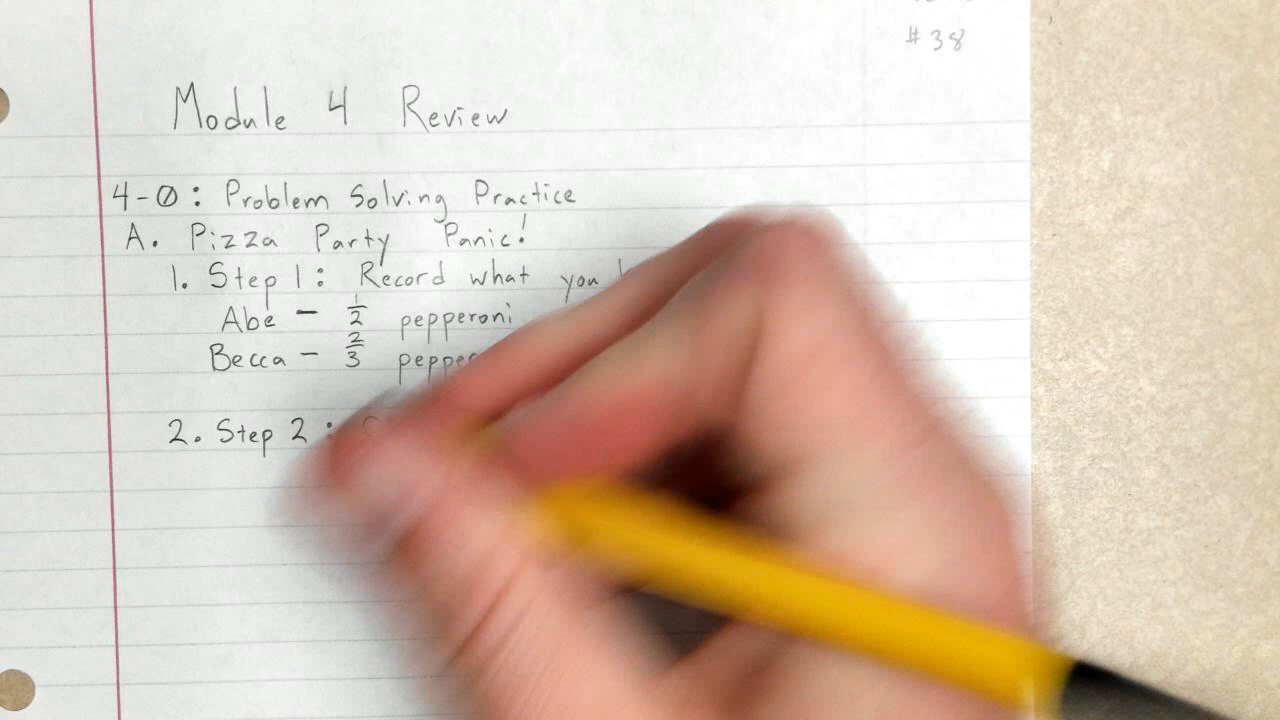 #38
Module 4 Review
4-0: Problem Solving Practice
A. Pizza Party Panic!
1. Step 1: Record what you
Abe - 1/2 pepperoni
Becca - 2/3
2. Step 2: